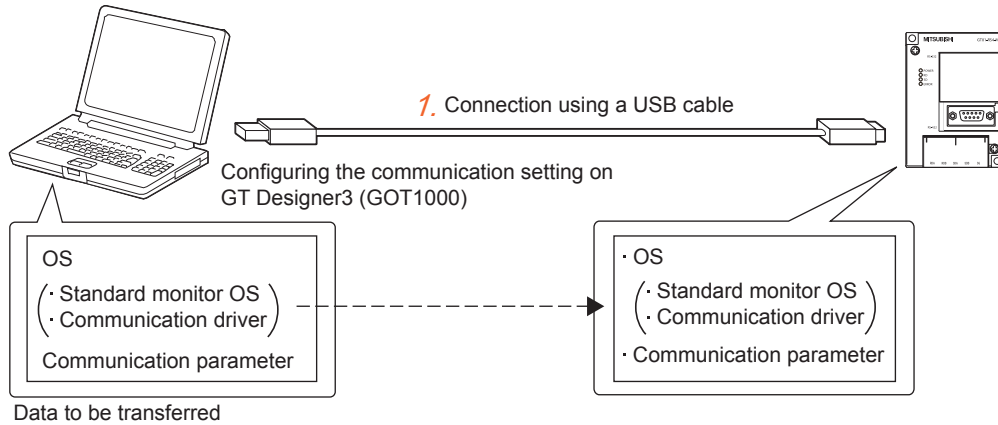 MITSUBISHI
POWER
1. Connection using a USB cable
Configuring the communication setting on
GT Designer3 (GOT1000)
OS
· Standard monitor OS
· Communication driver
Communication parameter
Data to be transferred
· OS
· Standard monitor OS
· Communication driver
· Communication parameter